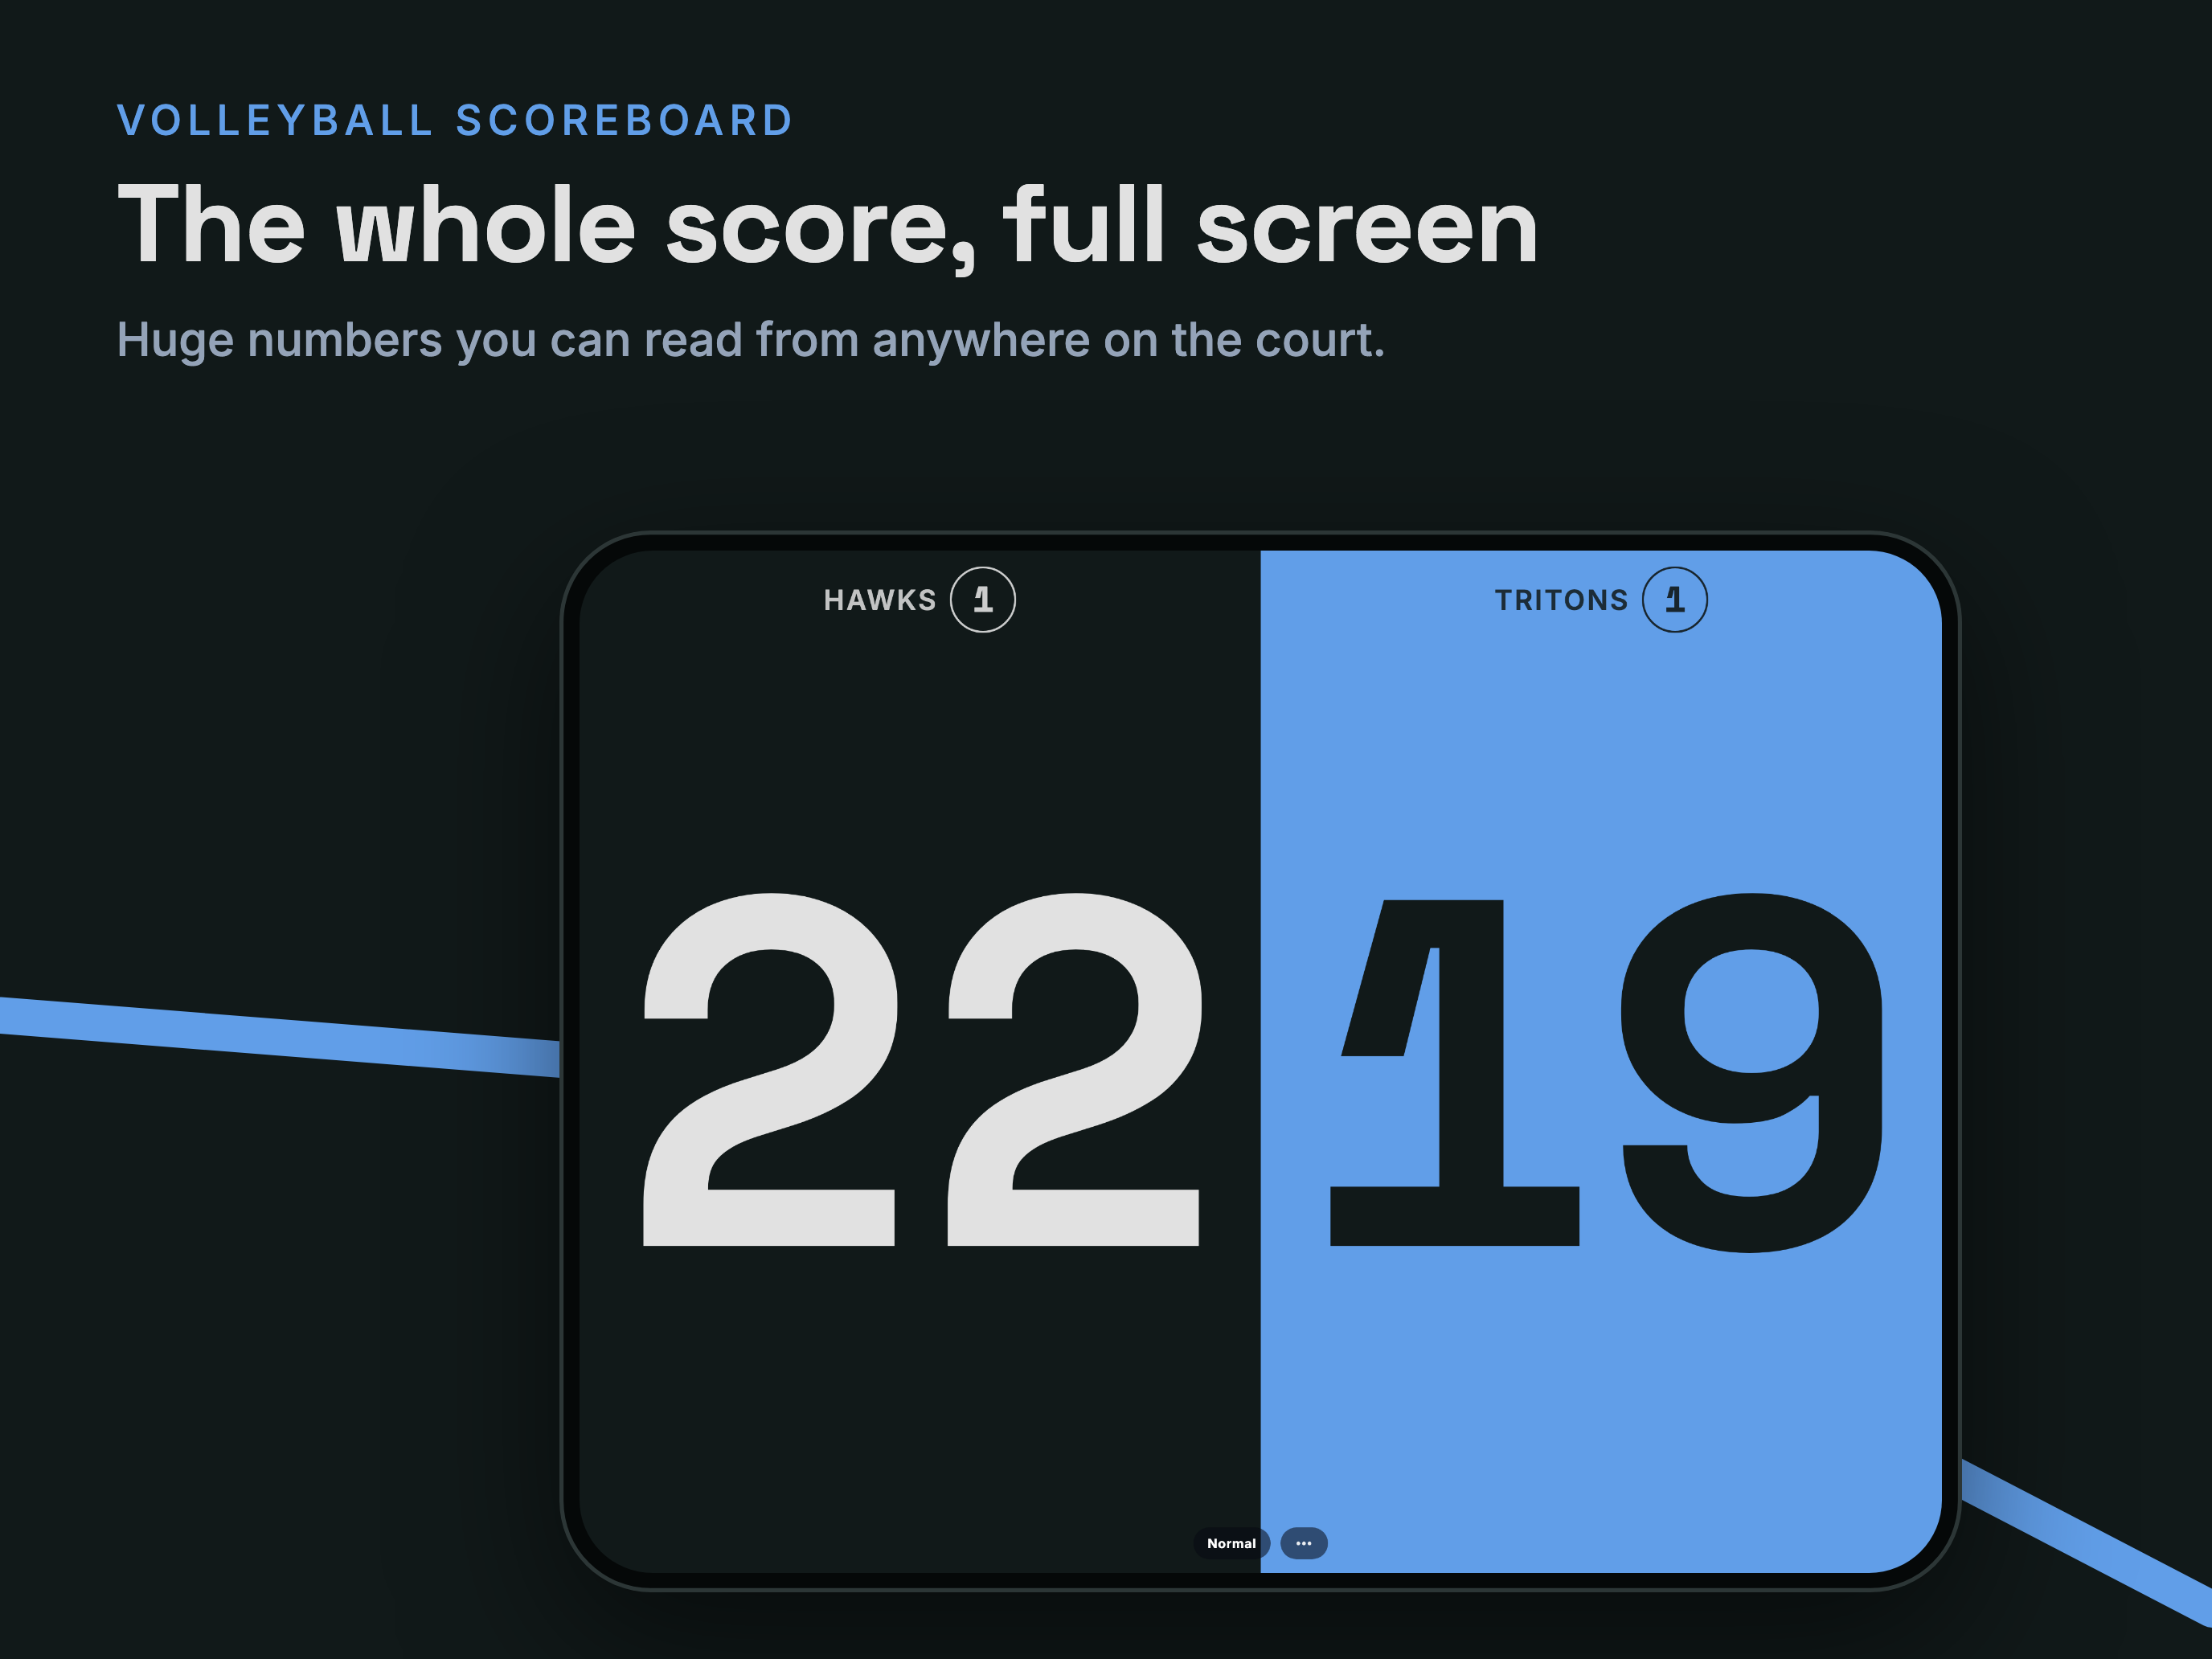 VOLLEYBALL SCOREBOARD
The whole score, full screen
Huge numbers you can read from anywhere on the court.
HAWKS 1
TRITONS 1
22
19
Normal ...